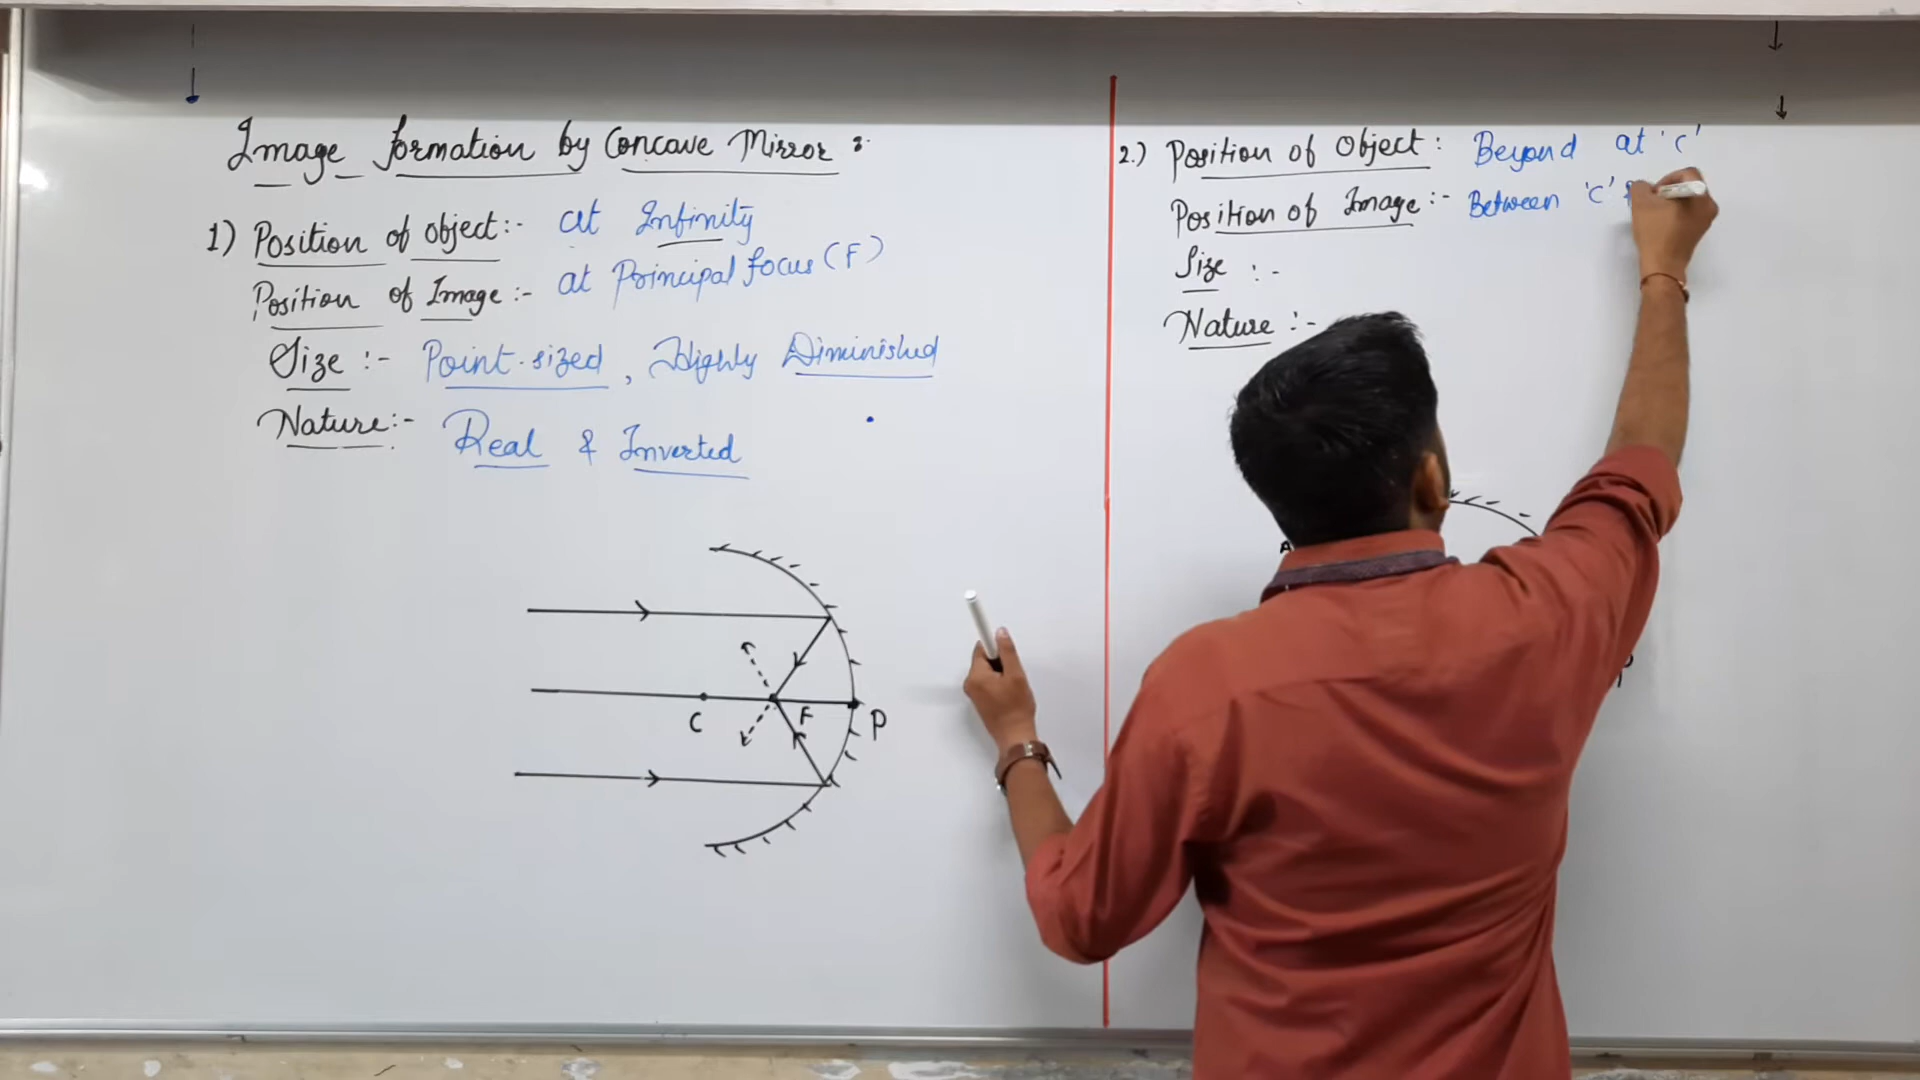 Image formation by Concave Mirror :-
1) Position of object :- at Infinity
Position of Image :- at Principal focus (F)
Size :- Point-sized, Highly Diminished
Nature :- Real & Inverted
C
F
P
2.) Position of Object : Beyond at 'C'
Position of Image :- Between 'C'
Size :-
Nature :-
A